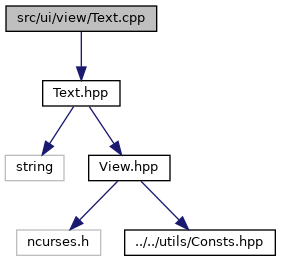 src/ui/view/Text.cpp
Text.hpp
string
View.hpp
ncurses.h
../../utils/Consts.hpp